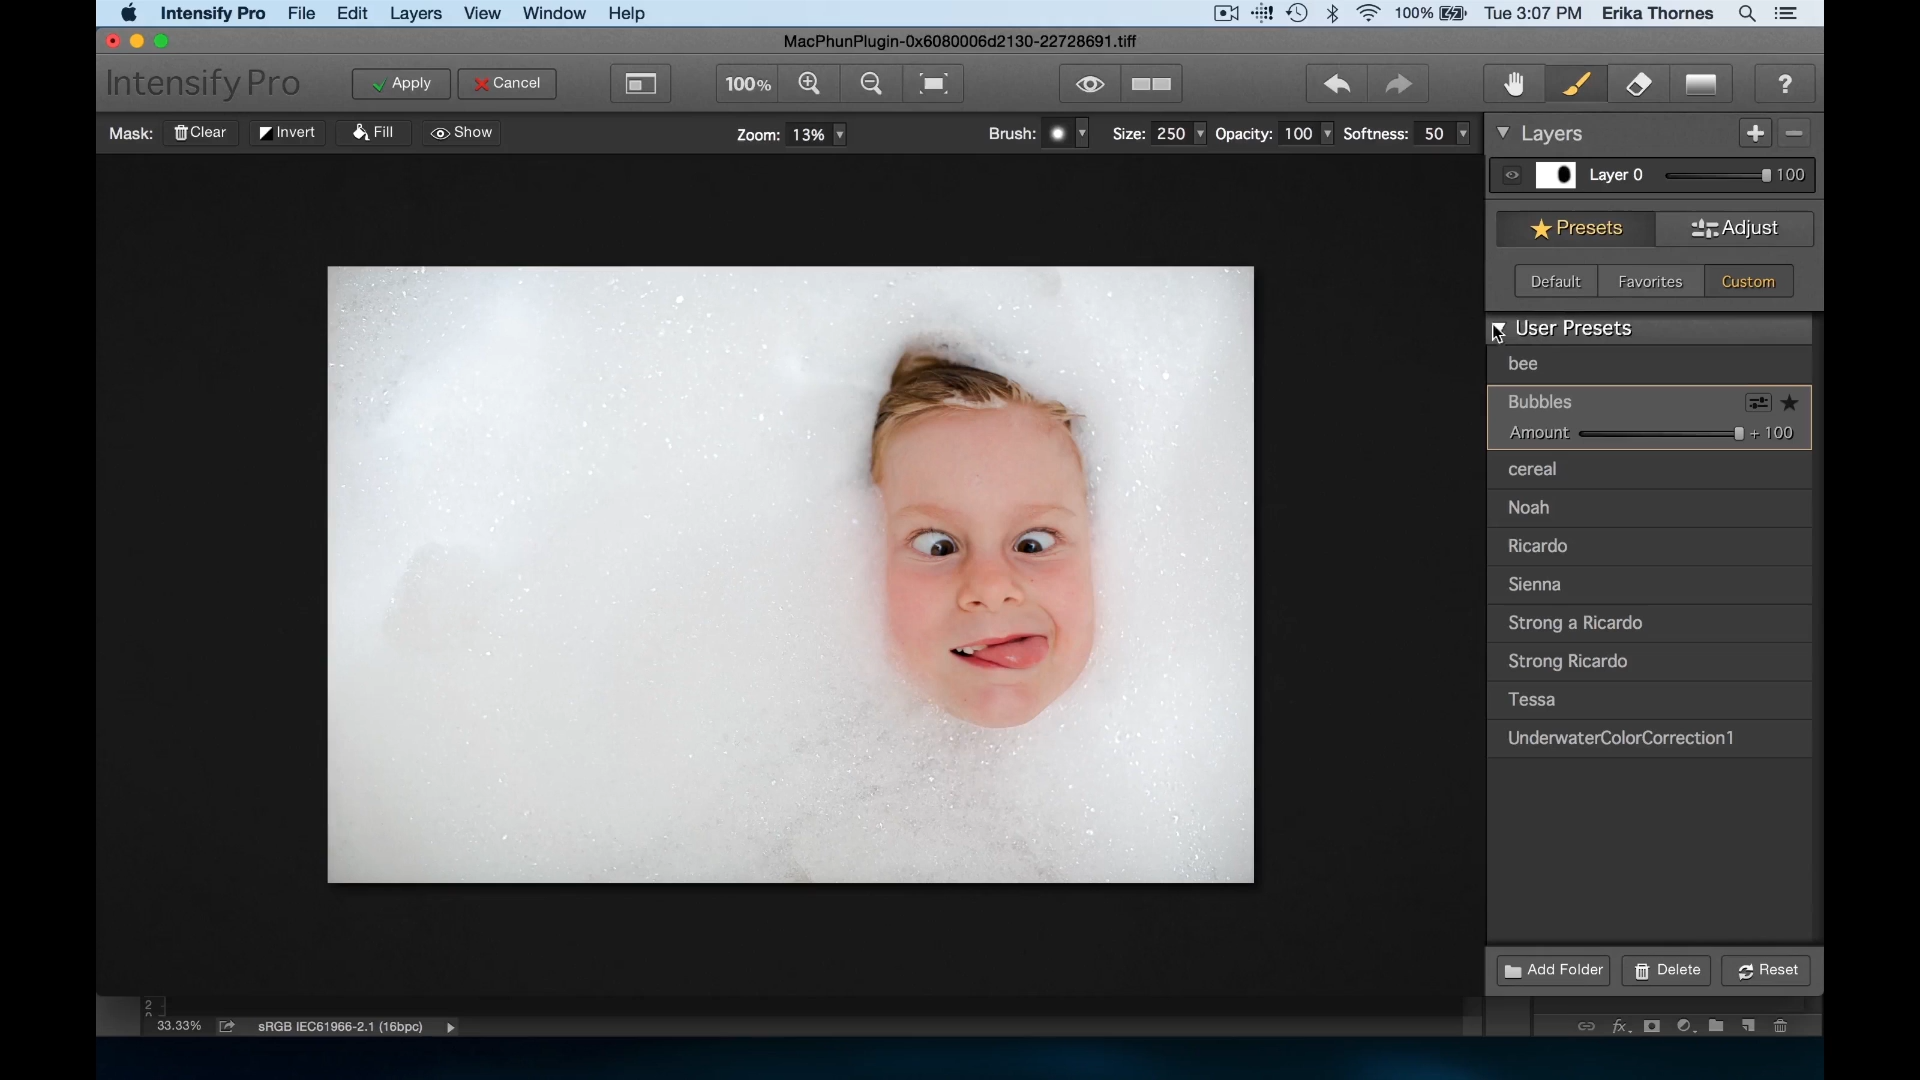 Intensify Pro File Edit Layers View Window Help 100% Tue 3:07 PM Erika Thornes
MacPhunPlugin-0x6080006d2130-22728691.tiff
Intensify Pro Apply Cancel 100% ?
Mask: Clear Invert Fill Show Zoom: 13% Brush: Size: 250 Opacity: 100 Softness: 50
Layers
Layer 0 100
Presets Adjust
Default Favorites Custom
User Presets
bee
Bubbles
Amount + 100
cereal
Noah
Ricardo
Sienna
Strong a Ricardo
Strong Ricardo
Tessa
UnderwaterColorCorrection1
Add Folder Delete Reset
2
33.33% sRGB IEC61966-2.1 (16bpc) fx